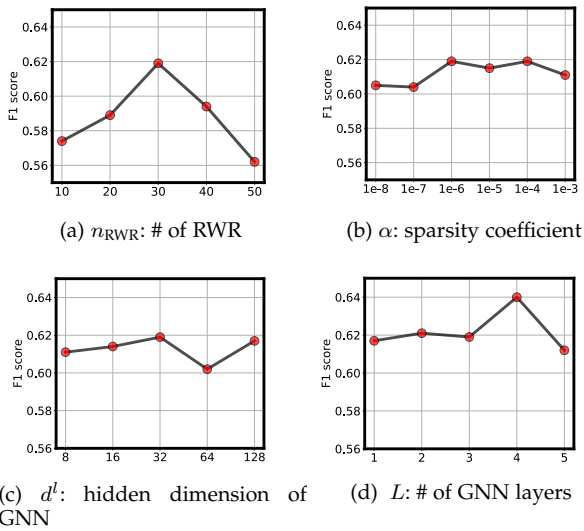 0.64
0.62
0.60
0.58
0.56
F1 score
10 20 30 40 50
(a) nRWR: # of RWR
0.64
0.62
0.60
0.58
0.56
F1 score
1e-8 1e-7 1e-6 1e-5 1e-4 1e-3
(b) α: sparsity coefficient
0.64
0.62
0.60
0.58
0.56
F1 score
8 16 32 64 128
(c) dˡ: hidden dimension of
GNN
0.64
0.62
0.60
0.58
0.56
F1 score
1 2 3 4 5
(d) L: # of GNN layers